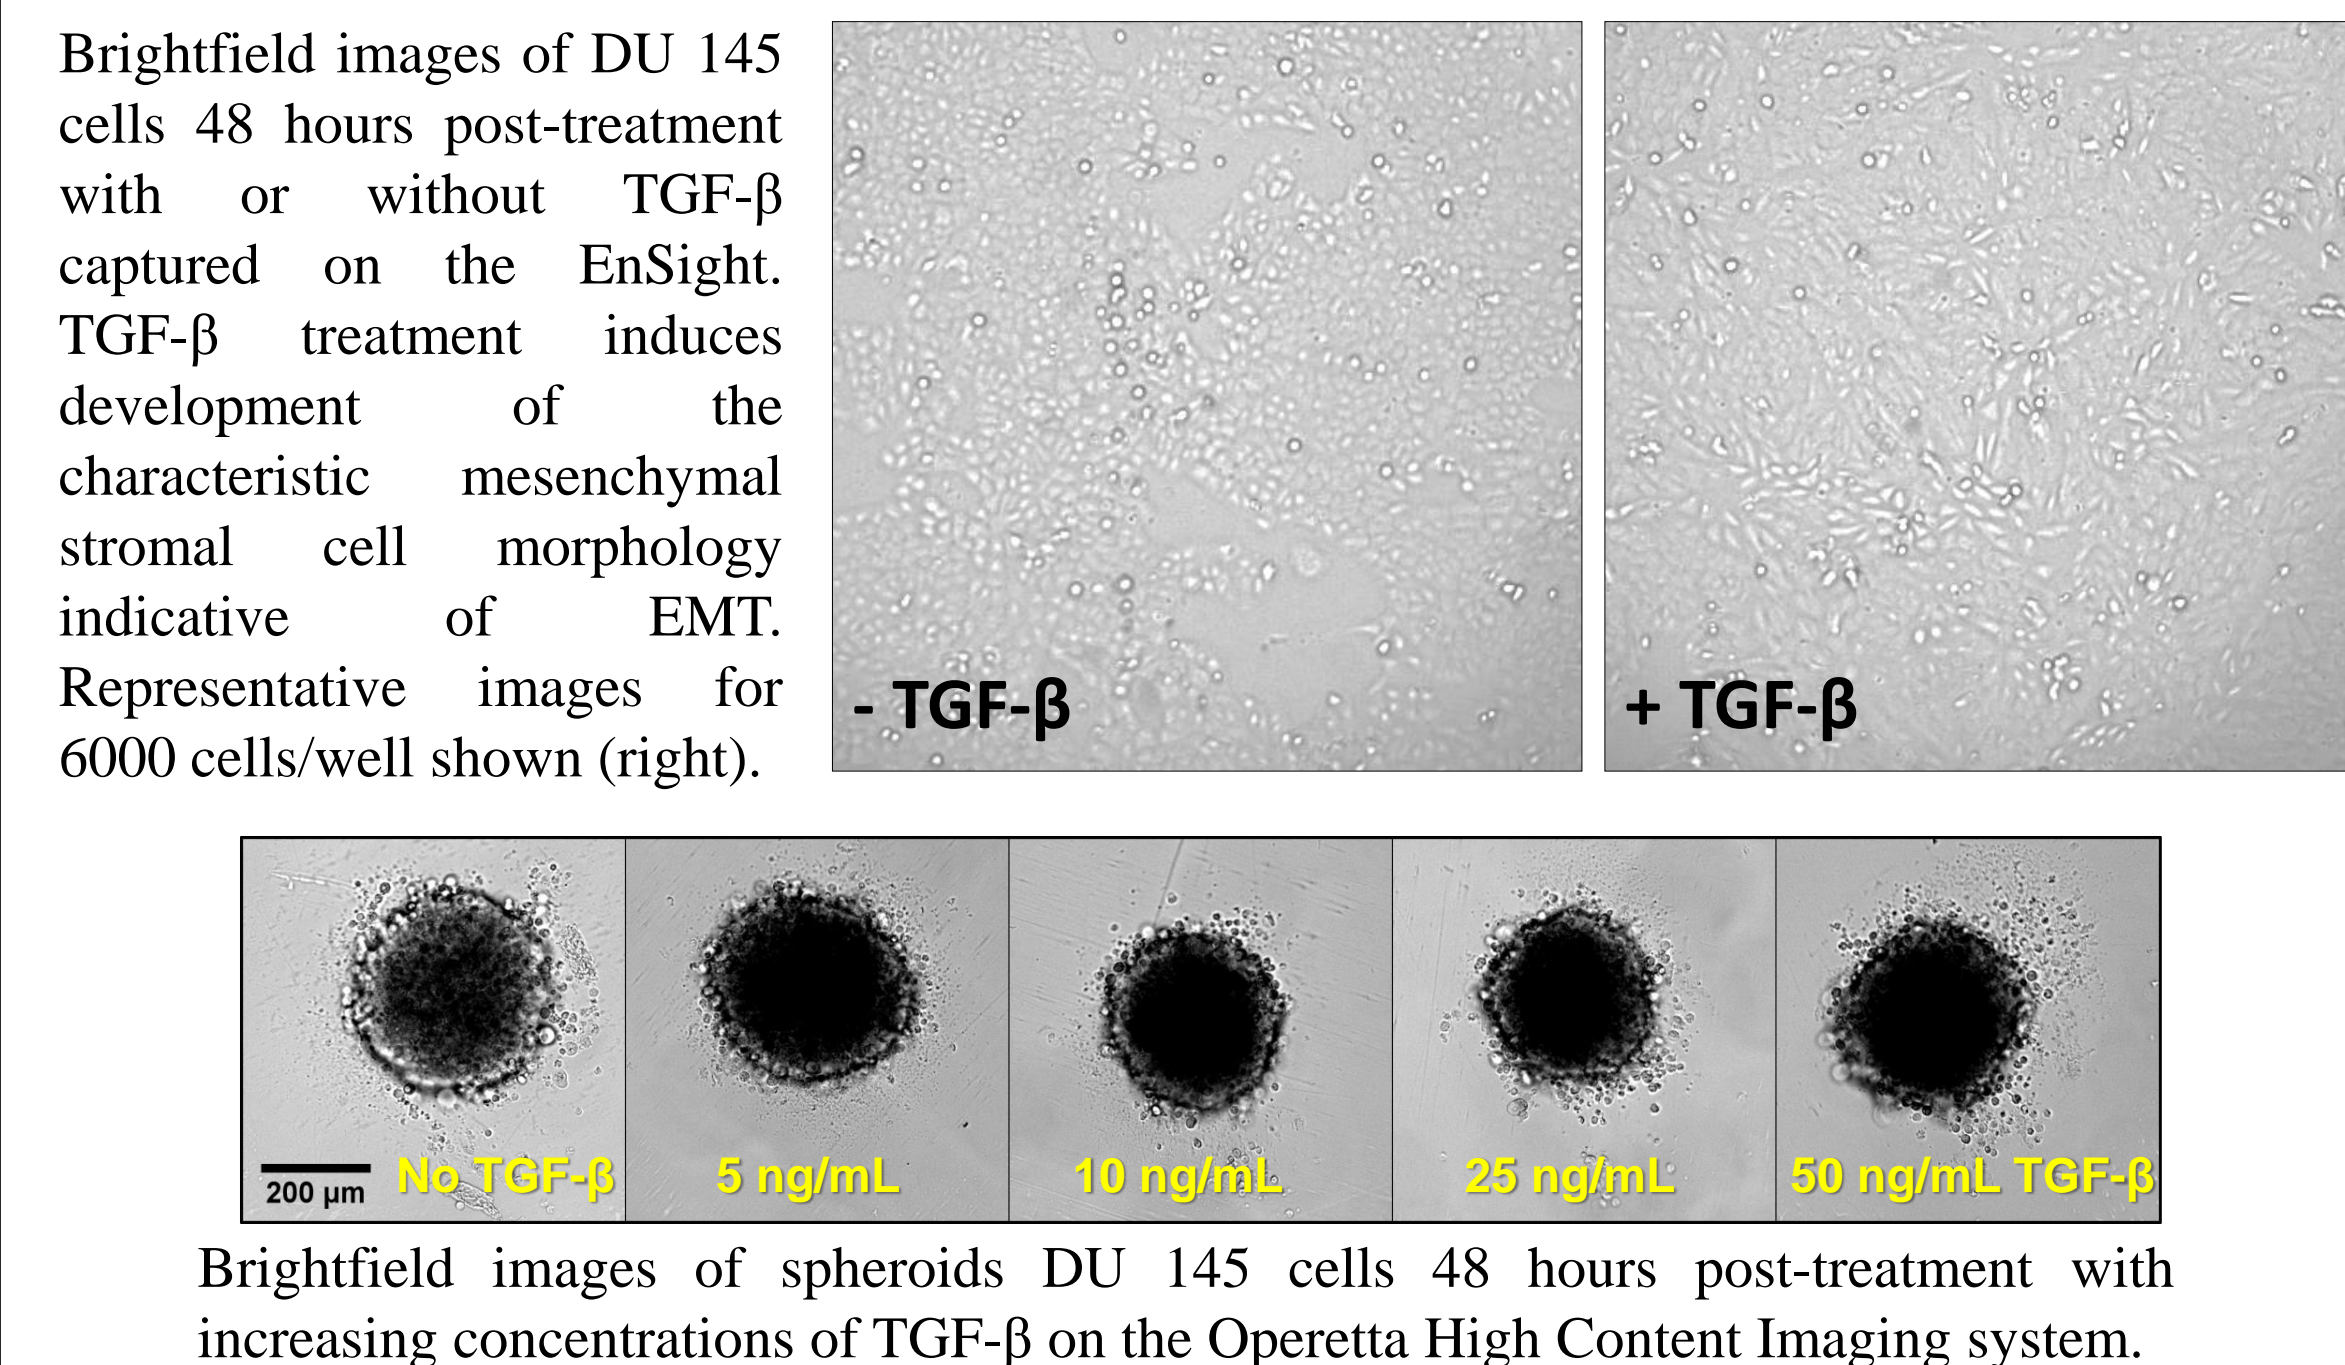 Brightfield images of DU 145
cells 48 hours post-treatment
with or without TGF-β
captured on the EnSight.
TGF-β treatment induces
development of the
characteristic mesenchymal
stromal cell morphology
indicative of EMT.
Representative images for
6000 cells/well shown (right).
- TGF-β
+ TGF-β
200 µm
No TGF-β
5 ng/mL
10 ng/mL
25 ng/mL
50 ng/mL TGF-β
Brightfield images of spheroids DU 145 cells 48 hours post-treatment with
increasing concentrations of TGF-β on the Operetta High Content Imaging system.